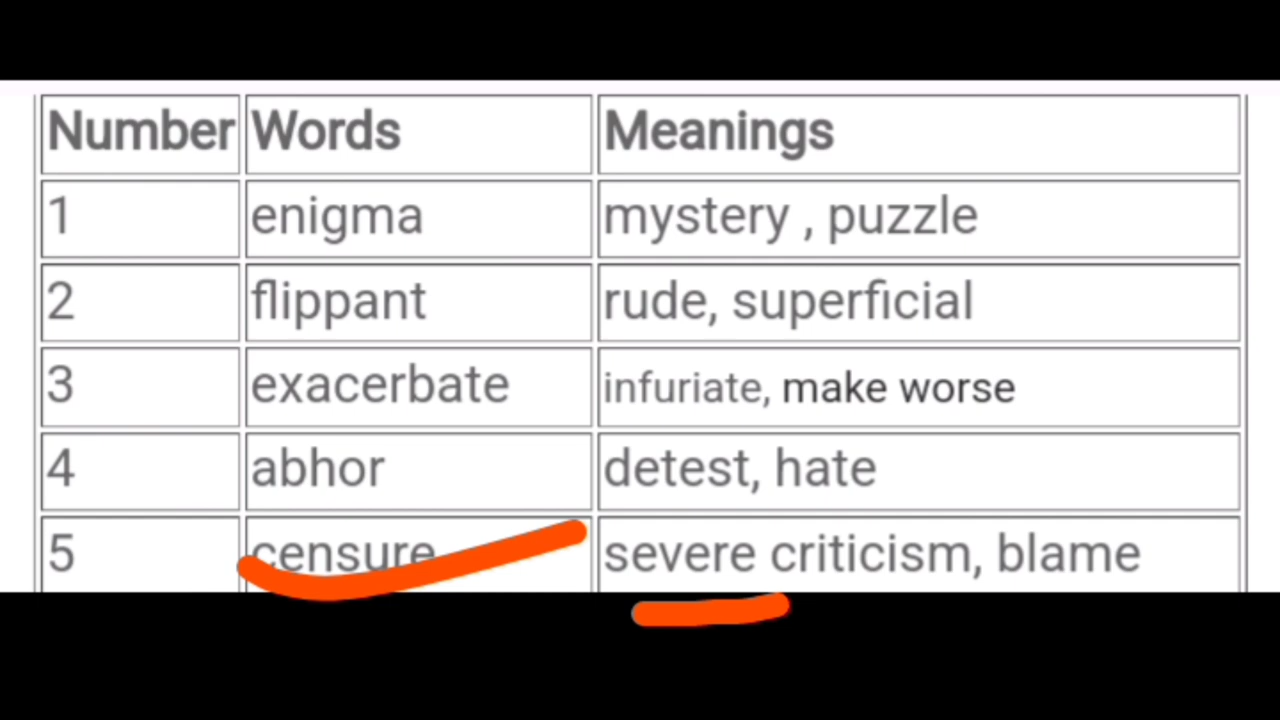 Number Words Meanings
1 enigma mystery , puzzle
2 flippant rude, superficial
3 exacerbate infuriate, make worse
4 abhor detest, hate
5 censure severe criticism, blame